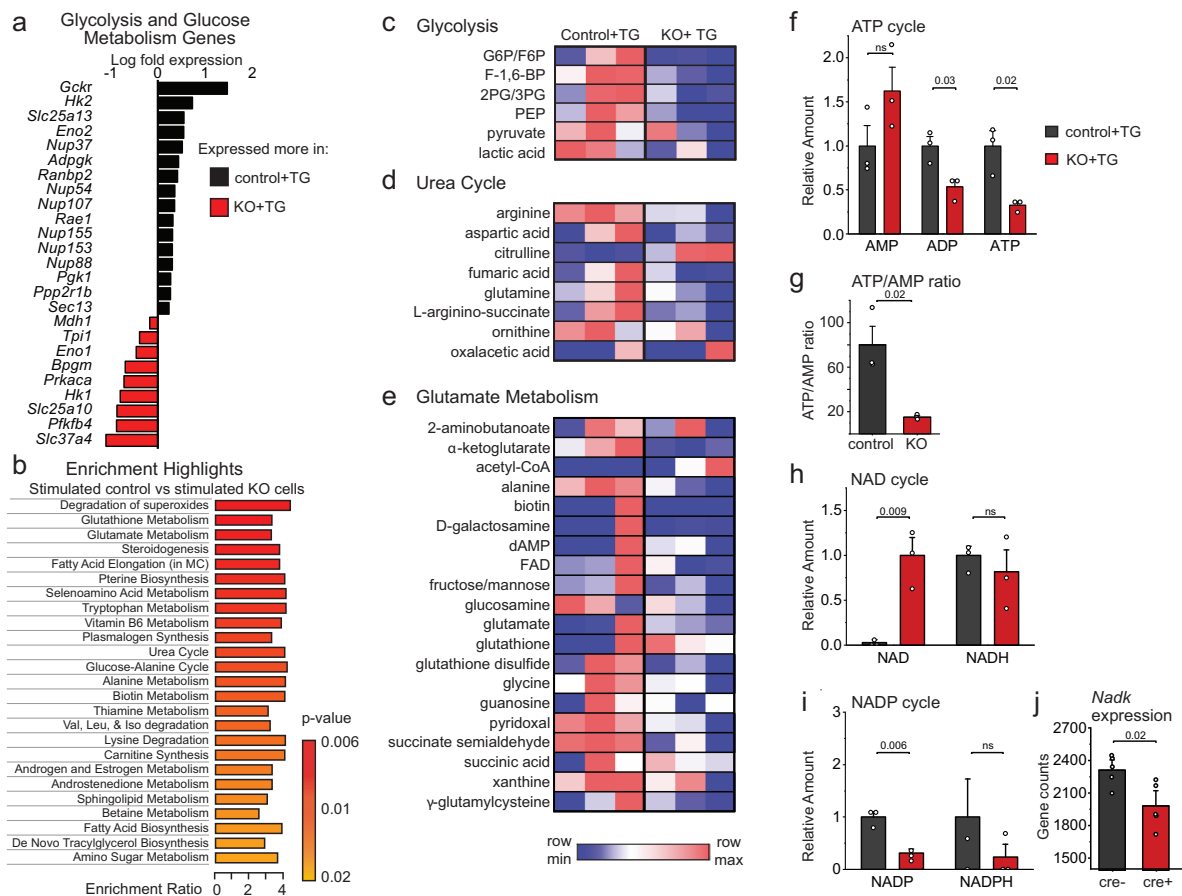 a
Glycolysis and Glucose
Metabolism Genes
Log fold expression
-1 0 1 2
Gckr
Hk2
Slc25a13
Eno2
Nup37
Adpgk
Ranbp2
Nup54
Nup107
Rae1
Nup155
Nup153
Nup88
Pgk1
Ppp2r1b
Sec13
Mdh1
Tpi1
Eno1
Bpgm
Prkaca
Hk1
Slc25a10
Pfkfb4
Slc37a4
Expressed more in:
control+TG
KO+TG
b
Enrichment Highlights
Stimulated control vs stimulated KO cells
Degradation of superoxides
Glutathione Metabolism
Glutamate Metabolism
Steroidogenesis
Fatty Acid Elongation (in MC)
Pterine Biosynthesis
Selenoamino Acid Metabolism
Tryptophan Metabolism
Vitamin B6 Metabolism
Plasmalogen Synthesis
Urea Cycle
Glucose-Alanine Cycle
Alanine Metabolism
Biotin Metabolism
Thiamine Metabolism
Val, Leu, & Iso degradation
Lysine Degradation
Carnitine Synthesis
Androgen and Estrogen Metabolism
Androstenedione Metabolism
Sphingolipid Metabolism
Betaine Metabolism
Fatty Acid Biosynthesis
De Novo Tracylglycerol Biosynthesis
Amino Sugar Metabolism
Enrichment Ratio
0 2 4
p-value
0.006
0.01
0.02
c Glycolysis
Control+TG KO+ TG
G6P/F6P
F-1,6-BP
2PG/3PG
PEP
pyruvate
lactic acid
d Urea Cycle
arginine
aspartic acid
citrulline
fumaric acid
glutamine
L-arginino-succinate
ornithine
oxalacetic acid
e Glutamate Metabolism
2-aminobutanoate
α-ketoglutarate
acetyl-CoA
alanine
biotin
D-galactosamine
dAMP
FAD
fructose/mannose
glucosamine
glutamate
glutathione
glutathione disulfide
glycine
guanosine
pyridoxal
succinate semialdehyde
succinic acid
xanthine
γ-glutamylcysteine
row
min
row
max
f ATP cycle
Relative Amount
2.0
1.5
1.0
0.5
0.0
ns
0.03
0.02
AMP ADP ATP
control+TG
KO+TG
g ATP/AMP ratio
ATP/AMP ratio
0.02
100
60
20
control KO
h NAD cycle
Relative Amount
1.5
1.0
0.5
0.0
0.009
ns
NAD NADH
i NADP cycle
Relative Amount
3
2
1
0
0.006
ns
NADP NADPH
j Nadk
expression
Gene counts
2700
2400
2100
1800
1500
0.02
cre- cre+